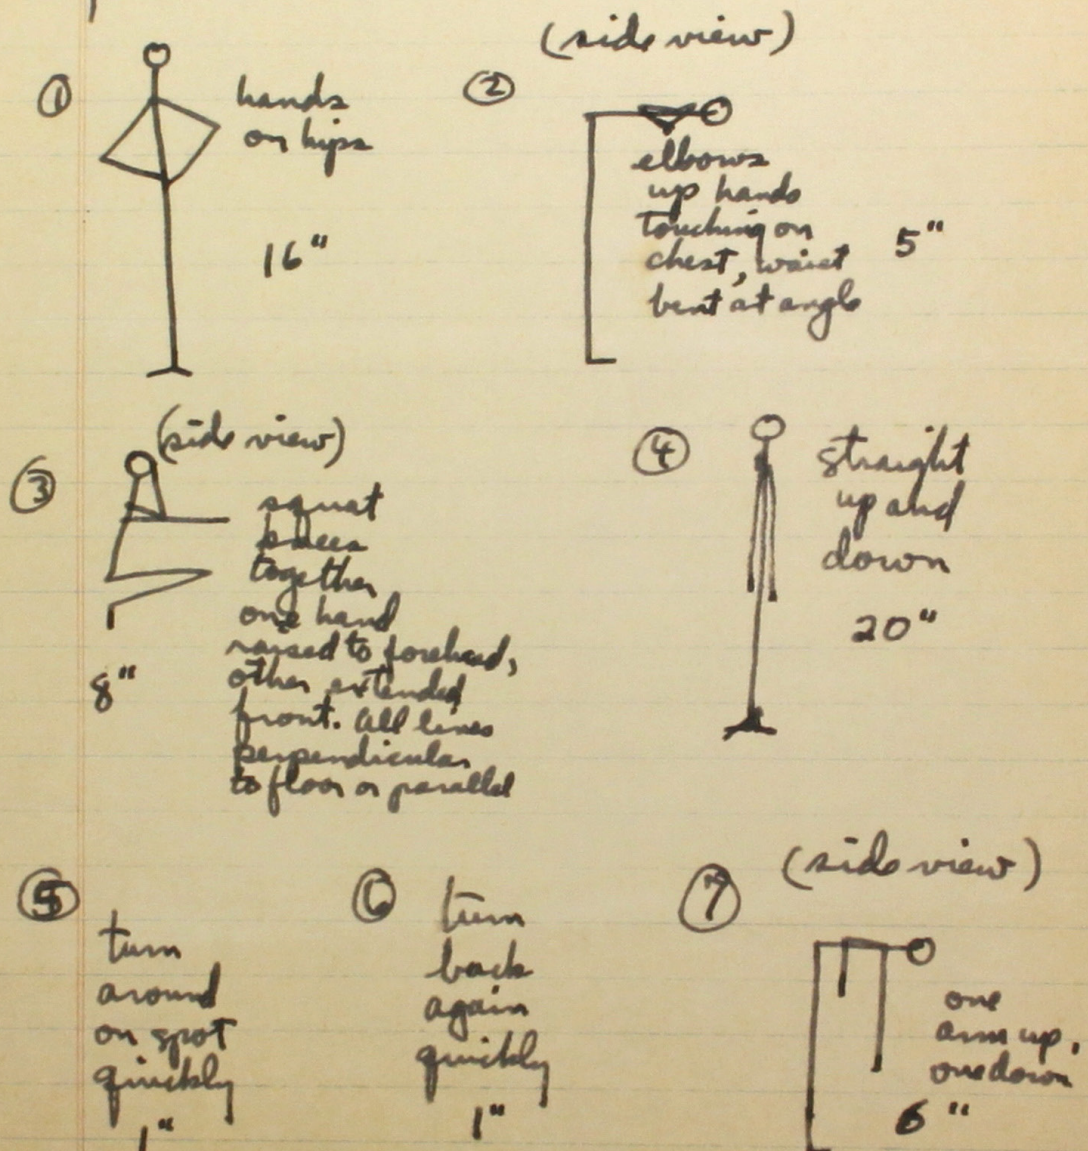 ①
hands
on hips
16"
(side view)
②
elbows
up hands
touching on
chest, waist
bent at angle
5"
③
(side view)
squat
knees
together
one hand
raised to forehead,
other extended
front. All lines
perpendicular
to floor or parallel
8"
④
straight
up and
down
20"
⑤
turn
around
on spot
quickly
1"
⑥
turn
back
again
quickly
1"
⑦
(side view)
one
arm up,
one down
6"